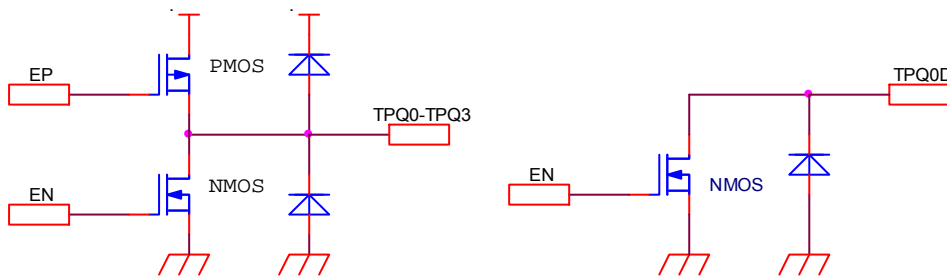 PMOS
EP
TPQ0-TPQ3
EN
NMOS
TPQ0D
EN
NMOS